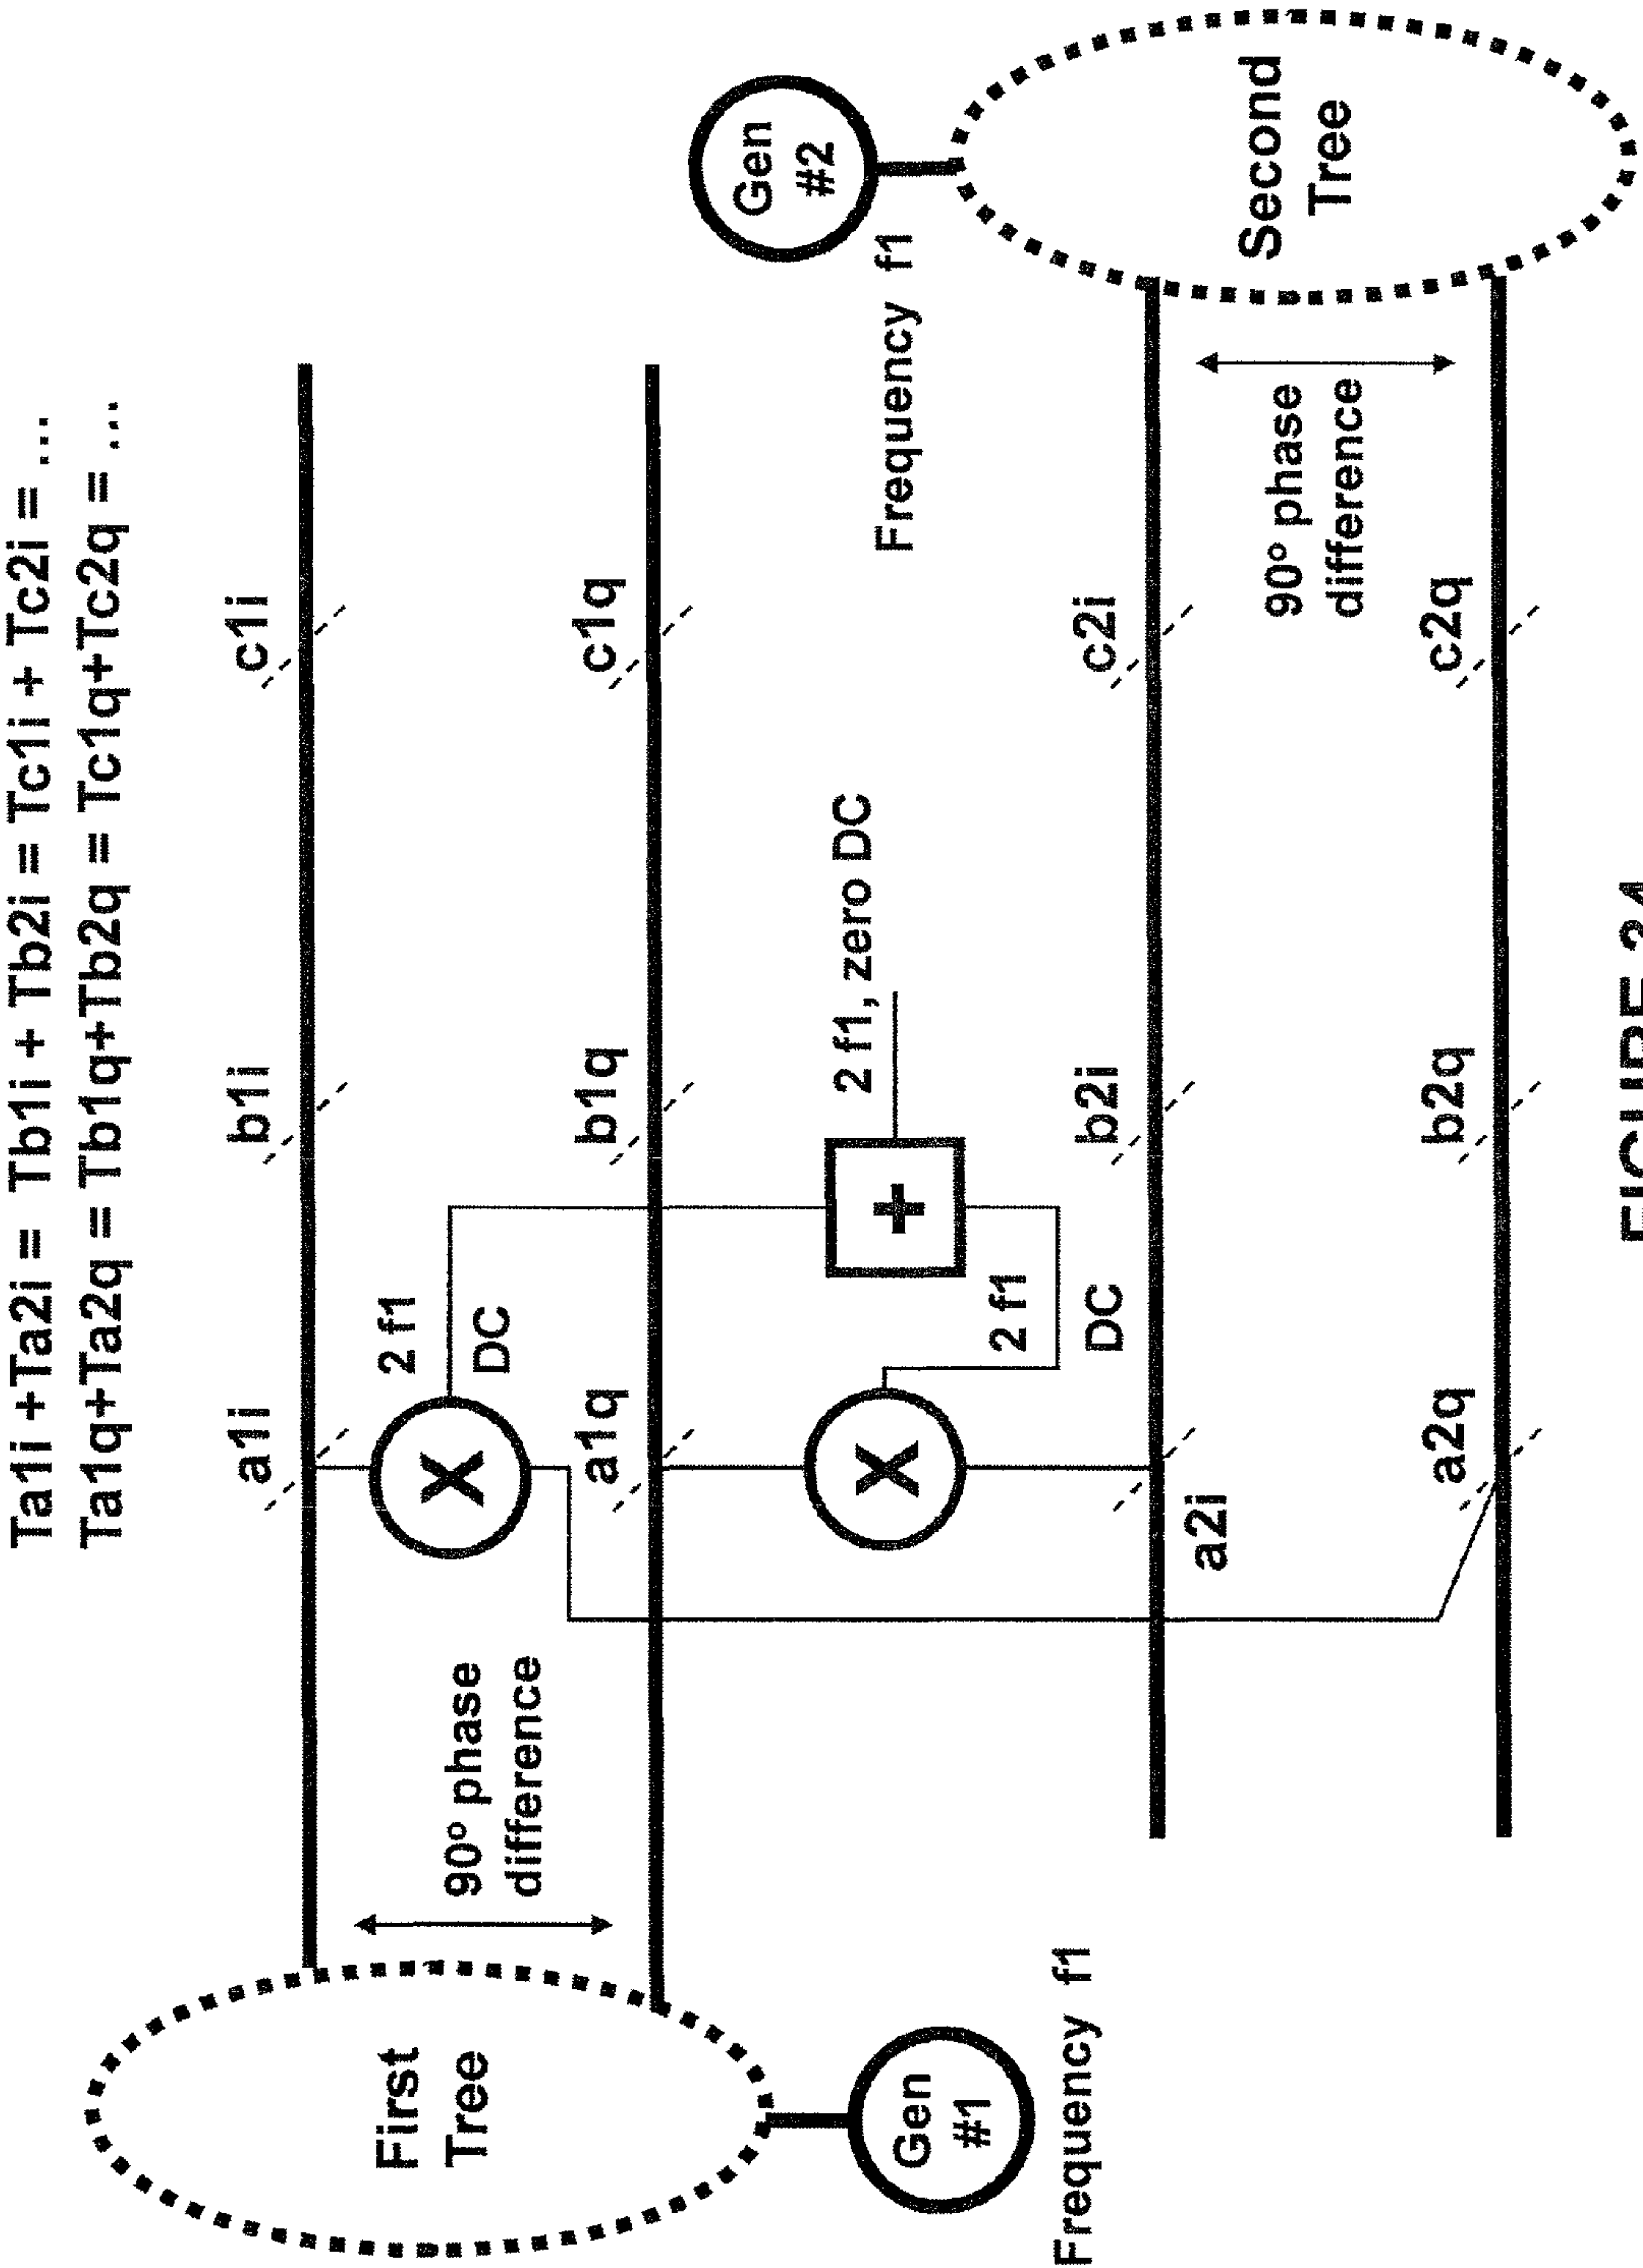 Ta1i +Ta2i = Tb1i + Tb2i = Tc1i + Tc2i = ...
Ta1q+Ta2q = Tb1q+Tb2q = Tc1q+Tc2q = ...
a1i
b1i
c1i
2 f1
DC
X
First
Tree
90° phase
difference
a1q
b1q
c1q
Gen
#1
Frequency f1
X
+
2 f1, zero DC
2 f1
DC
Gen
#2
Frequency f1
a2i
b2i
c2i
Second
Tree
90° phase
difference
a2q
b2q
c2q